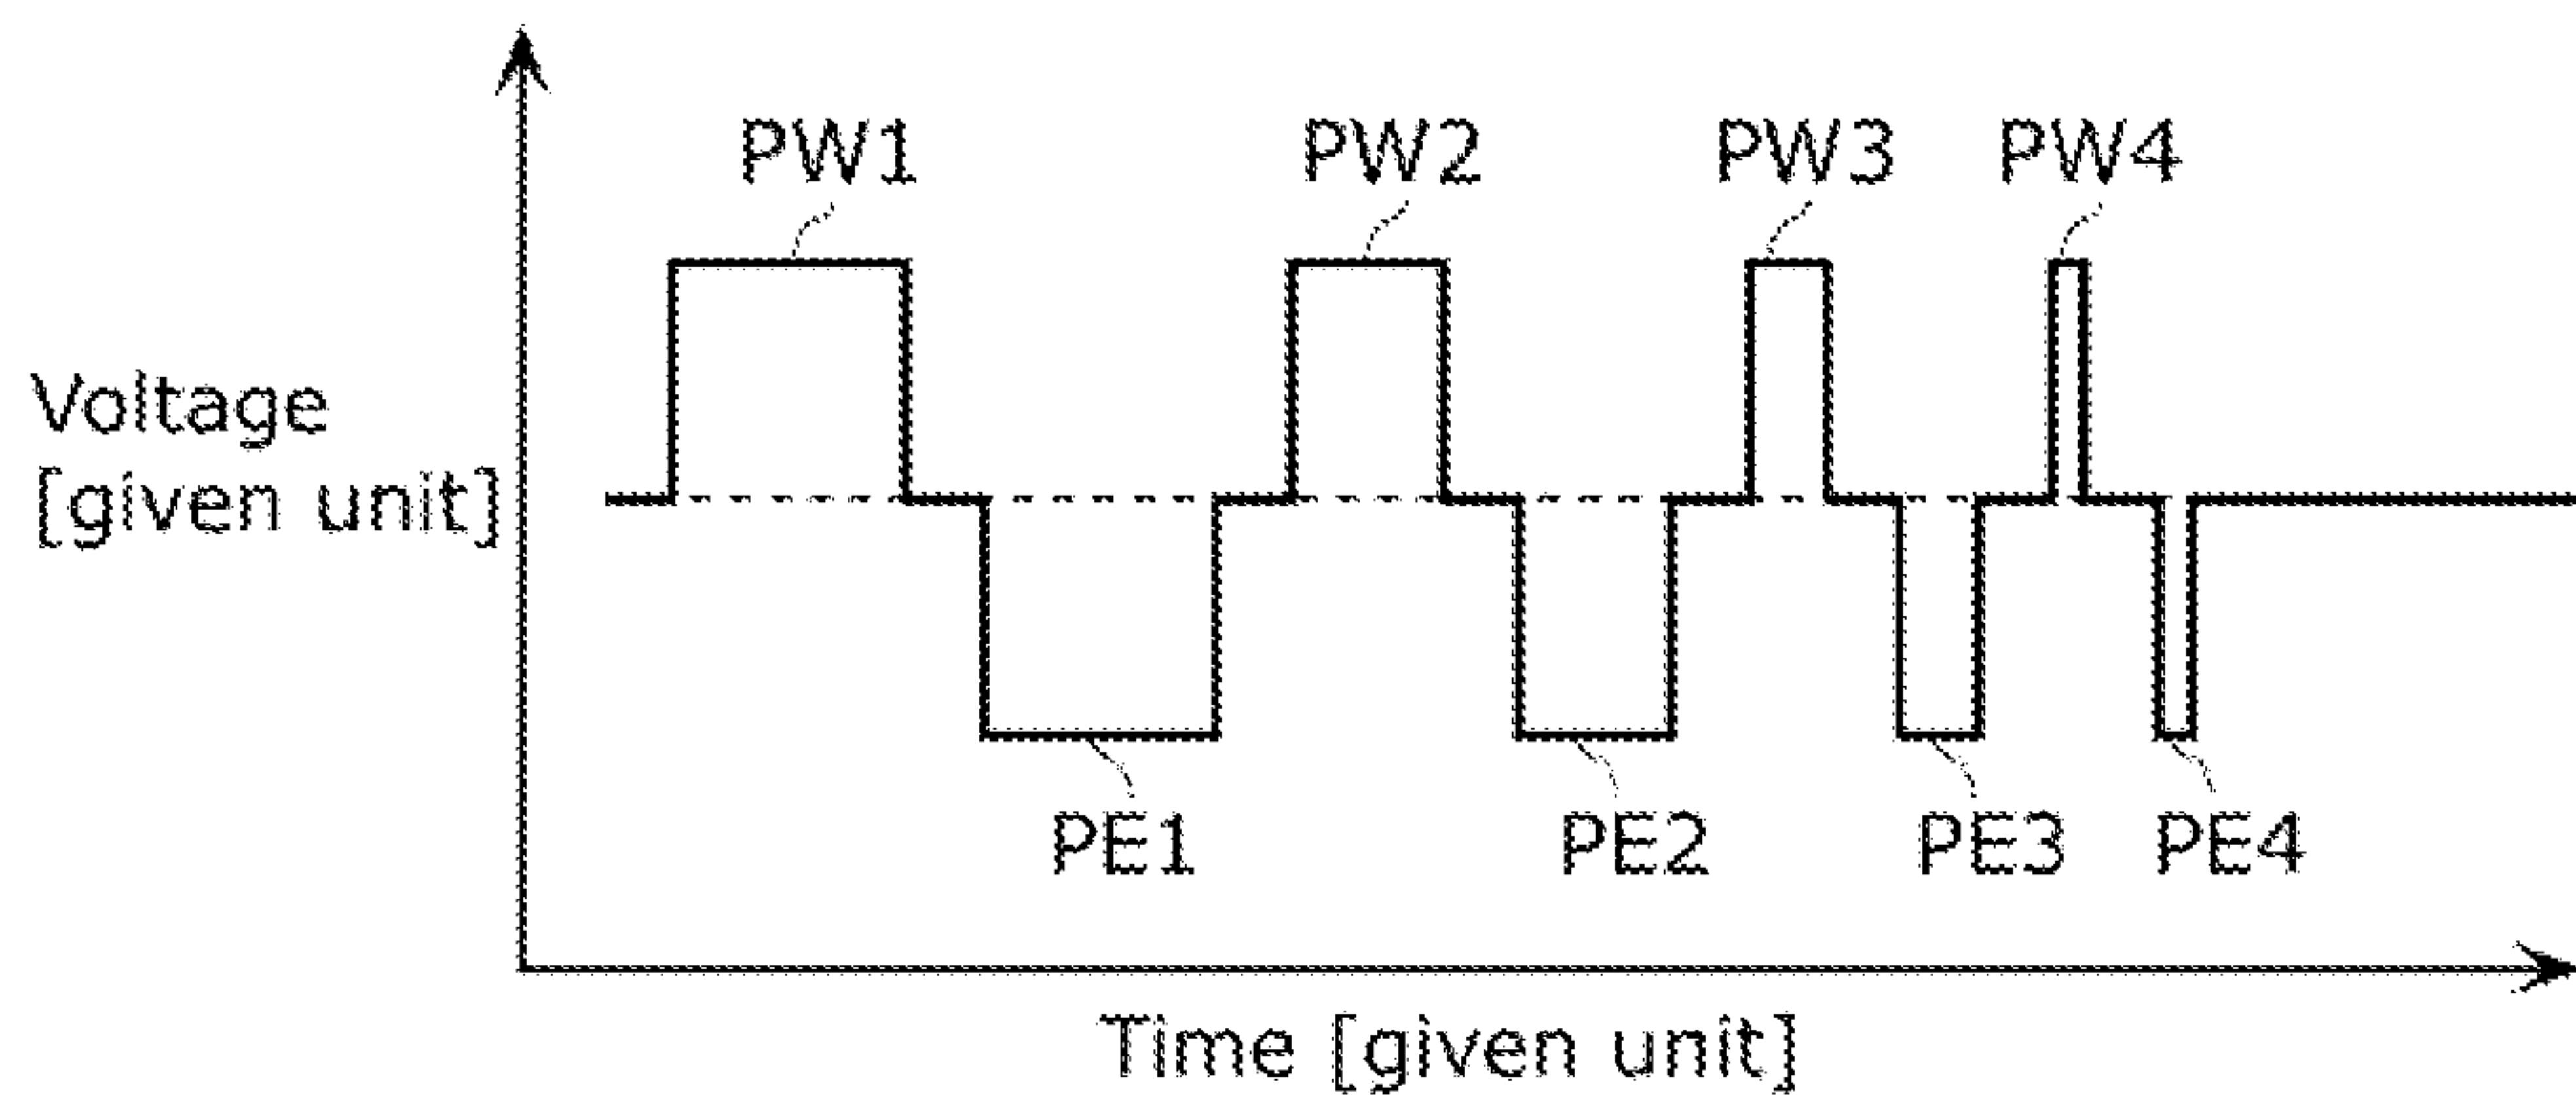 PW1 PW2 PW3 PW4
Voltage
[given unit]
PE1 PE2 PE3 PE4
Time [given unit]